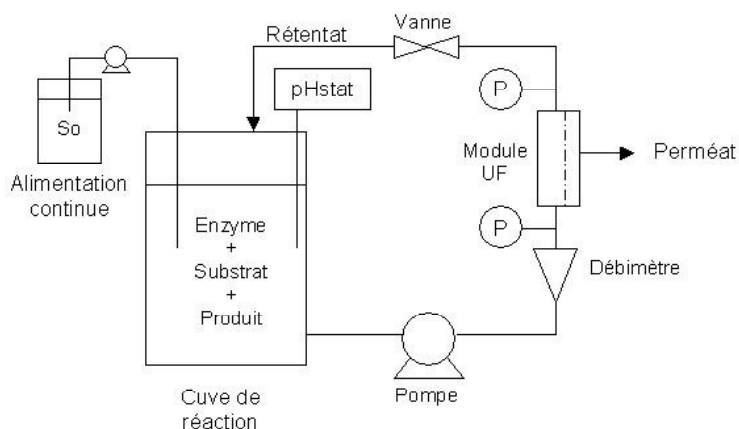 Vanne
Rétentat
P
pHstat
So
Module
UF
Perméat
Alimentation
continue
P
Enzyme
+
Substrat
+
Produit
Débimètre
Pompe
Cuve de
réaction